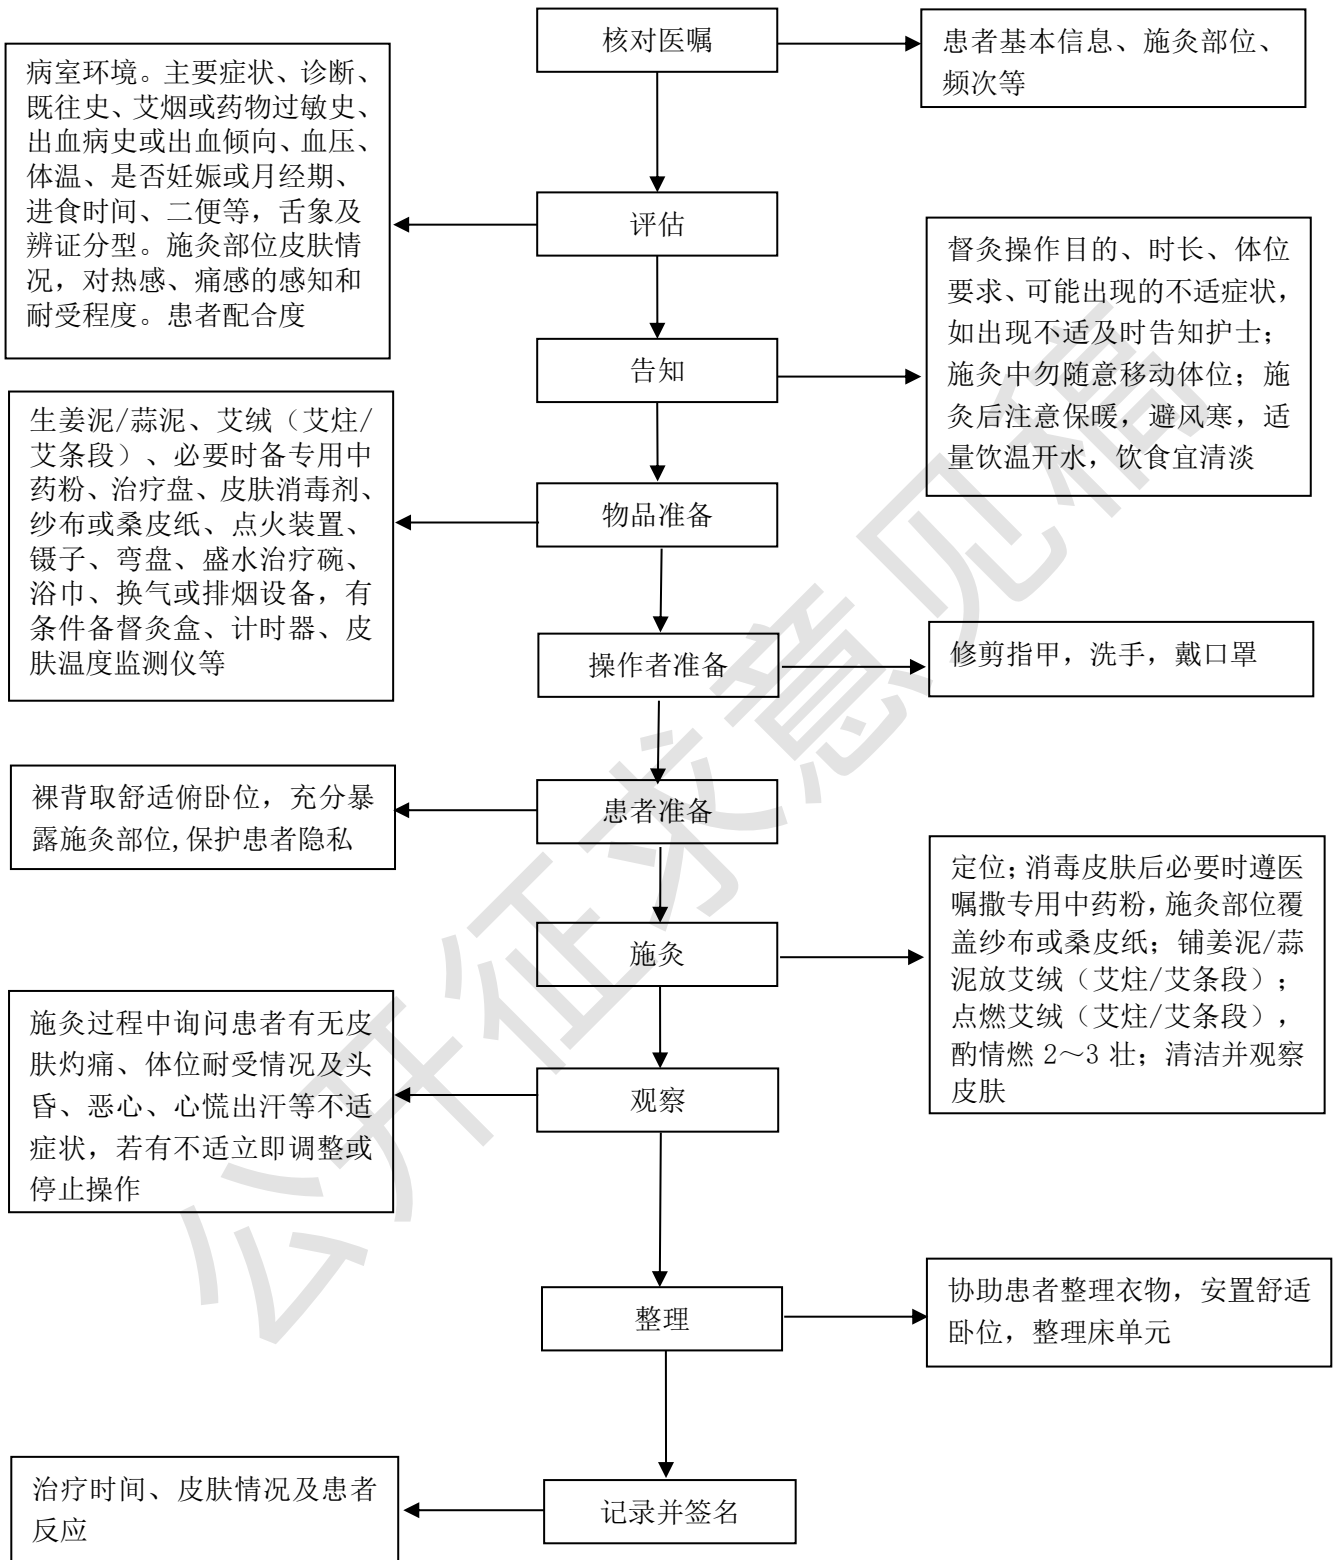 核对医嘱
患者基本信息、施灸部位、
频次等
病室环境。主要症状、诊断、
既往史、艾烟或药物过敏史、
出血病史或出血倾向、血压、
体温、是否妊娠或月经期、
进食时间、二便等，舌象及
辨证分型。施灸部位皮肤情
况，对热感、痛感的感知和
耐受程度。患者配合度
评估
督灸操作目的、时长、体位
要求、可能出现的不适症状，
如出现不适及时告知护士；
施灸中勿随意移动体位；施
灸后注意保暖，避风寒，适
量饮温开水，饮食宜清淡
告知
生姜泥/蒜泥、艾绒（艾炷/
艾条段）、必要时备专用中
药粉、治疗盘、皮肤消毒剂、
纱布或桑皮纸、点火装置、
镊子、弯盘、盛水治疗碗、
浴巾、换气或排烟设备，有
条件备督灸盒、计时器、皮
肤温度监测仪等
物品准备
操作者准备
修剪指甲，洗手，戴口罩
裸背取舒适俯卧位，充分暴
露施灸部位,保护患者隐私
患者准备
定位；消毒皮肤后必要时遵医
嘱撒专用中药粉，施灸部位覆
盖纱布或桑皮纸；铺姜泥/蒜
泥放艾绒（艾炷/艾条段）；
点燃艾绒（艾炷/艾条段），
酌情燃 2～3 壮；清洁并观察
皮肤
施灸
施灸过程中询问患者有无皮
肤灼痛、体位耐受情况及头
昏、恶心、心慌出汗等不适
症状，若有不适立即调整或
停止操作
观察
整理
协助患者整理衣物，安置舒适
卧位，整理床单元
治疗时间、皮肤情况及患者
反应
记录并签名
公开征求意见稿